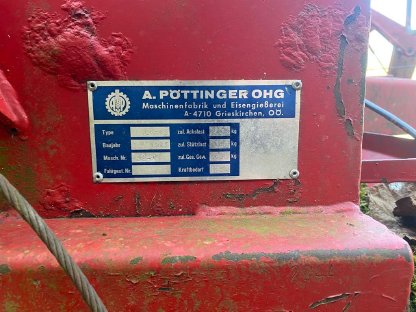 A. PÖTTINGER OHG
Maschinenfabrik und Eisengießerei
A-4710 Grieskirchen, OÖ.
Type zul. Achslast kg
Baujahr zul. Stützlast kg
Masch. Nr. zul. Ges. Gew. kg
Fahrgest. Nr. Kraftbedarf